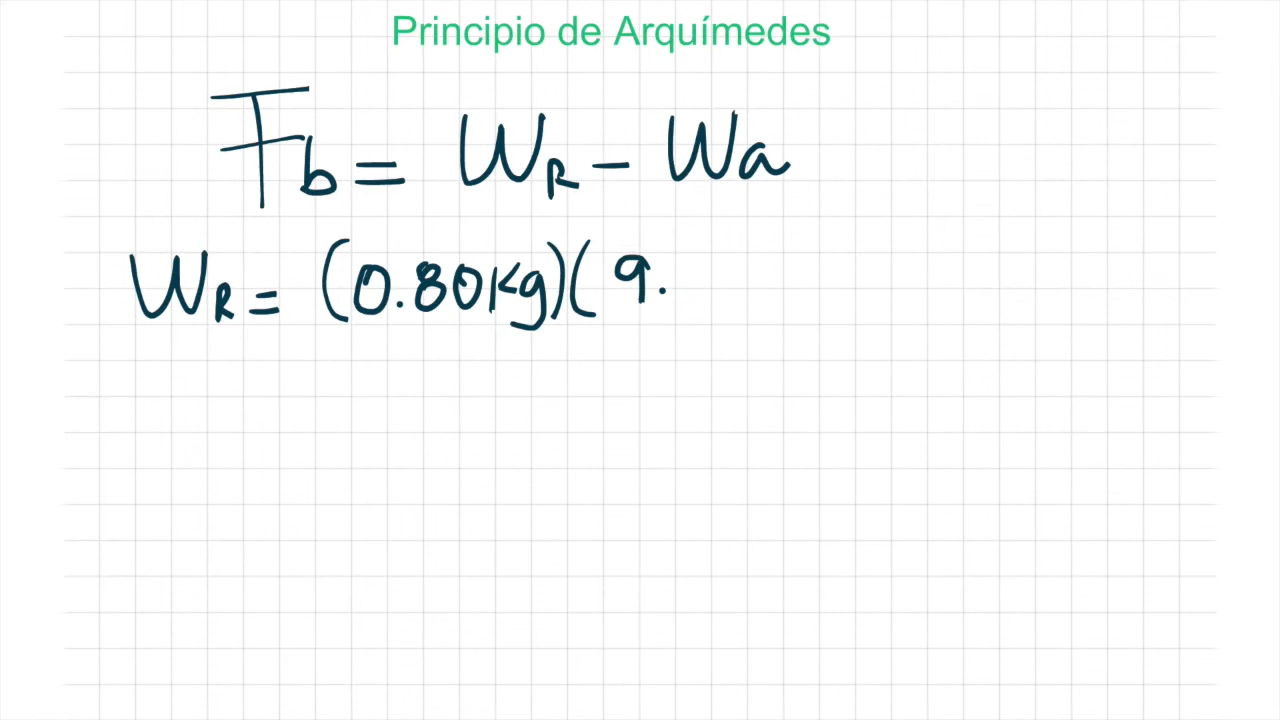 Principio de Arquímedes
Fb = WR - Wa
WR = (0.80Kg)(9.